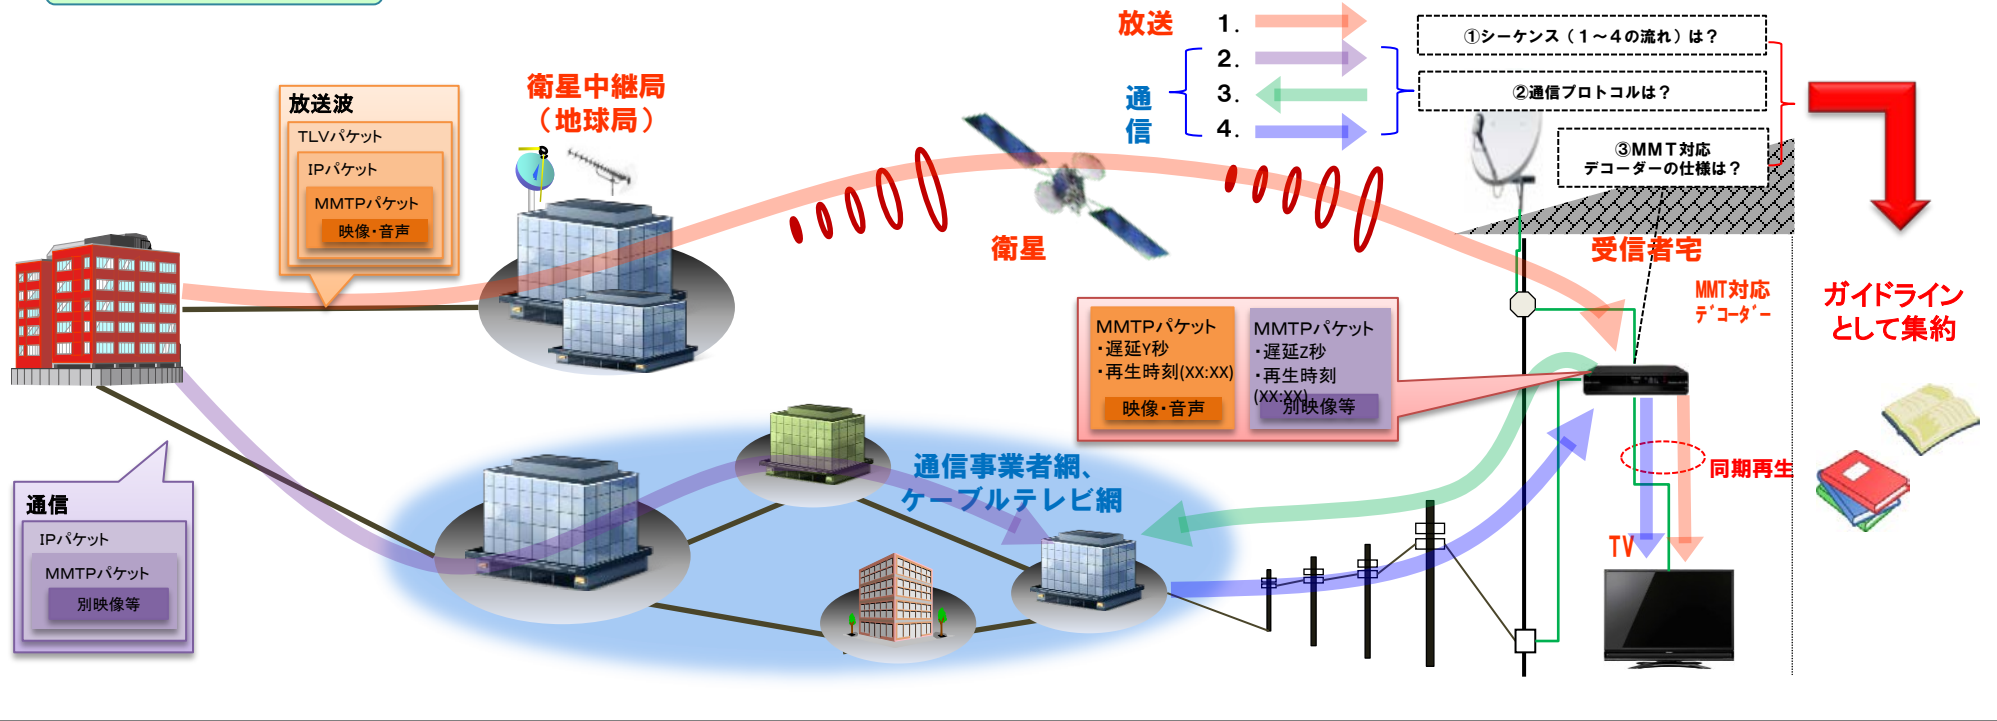 放送
1.
2.
3.
4.
通
信
①シーケンス（１～４の流れ）は？
②通信プロトコルは？
③MMT対応
デコーダーの仕様は？
放送波
TLVパケット
IPパケット
MMTPパケット
映像・音声
衛星中継局
（地球局）
衛星
受信者宅
MMT対応
デコーダー
ガイドライン
として集約
MMTPパケット
・遅延Y秒
・再生時刻(XX:XX)
映像・音声
MMTPパケット
・遅延Z秒
・再生時刻
(XX:XX)
別映像等
通信事業者網、
ケーブルテレビ網
同期再生
TV
通信
IPパケット
MMTPパケット
別映像等